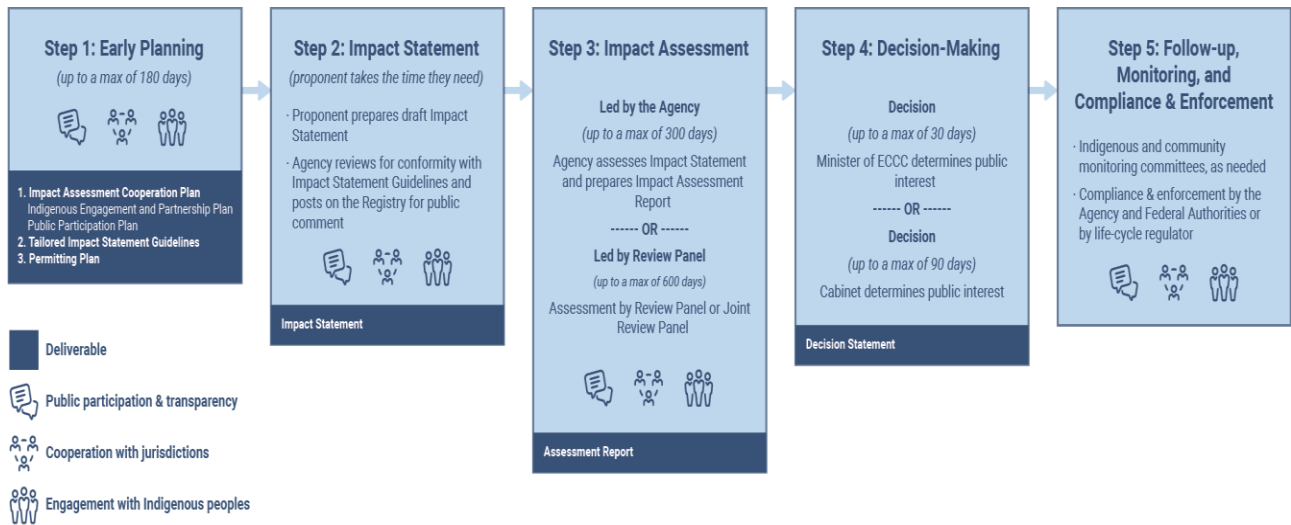 Step 1: Early Planning
(up to a max of 180 days)
1. Impact Assessment Cooperation Plan
Indigenous Engagement and Partnership Plan
Public Participation Plan
2. Tailored Impact Statement Guidelines
3. Permitting Plan
Step 2: Impact Statement
(proponent takes the time they need)
· Proponent prepares draft Impact
Statement
· Agency reviews for conformity with
Impact Statement Guidelines and
posts on the Registry for public
comment
Impact Statement
Step 3: Impact Assessment
Led by the Agency
(up to a max of 300 days)
Agency assesses Impact Statement
and prepares Impact Assessment
Report
------ OR ------
Led by Review Panel
(up to a max of 600 days)
Assessment by Review Panel or Joint
Review Panel
Assessment Report
Step 4: Decision-Making
Decision
(up to a max of 30 days)
Minister of ECCC determines public
interest
------ OR ------
Decision
(up to a max of 90 days)
Cabinet determines public interest
Decision Statement
Step 5: Follow-up,
Monitoring, and
Compliance & Enforcement
· Indigenous and community
monitoring committees, as needed
· Compliance & enforcement by the
Agency and Federal Authorities or
by life-cycle regulator
Deliverable
Public participation & transparency
Cooperation with jurisdictions
Engagement with Indigenous peoples